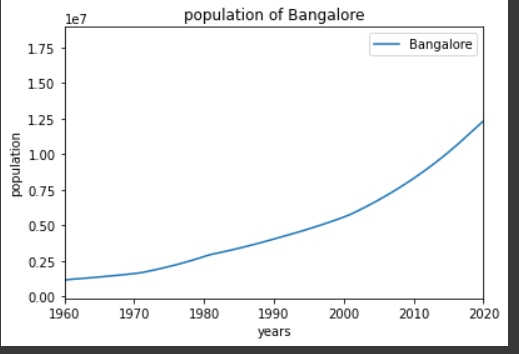 population of Bangalore
1e7
Bangalore
1.75
1.50
1.25
1.00
0.75
0.50
0.25
0.00
population
1960 1970 1980 1990 2000 2010 2020
years